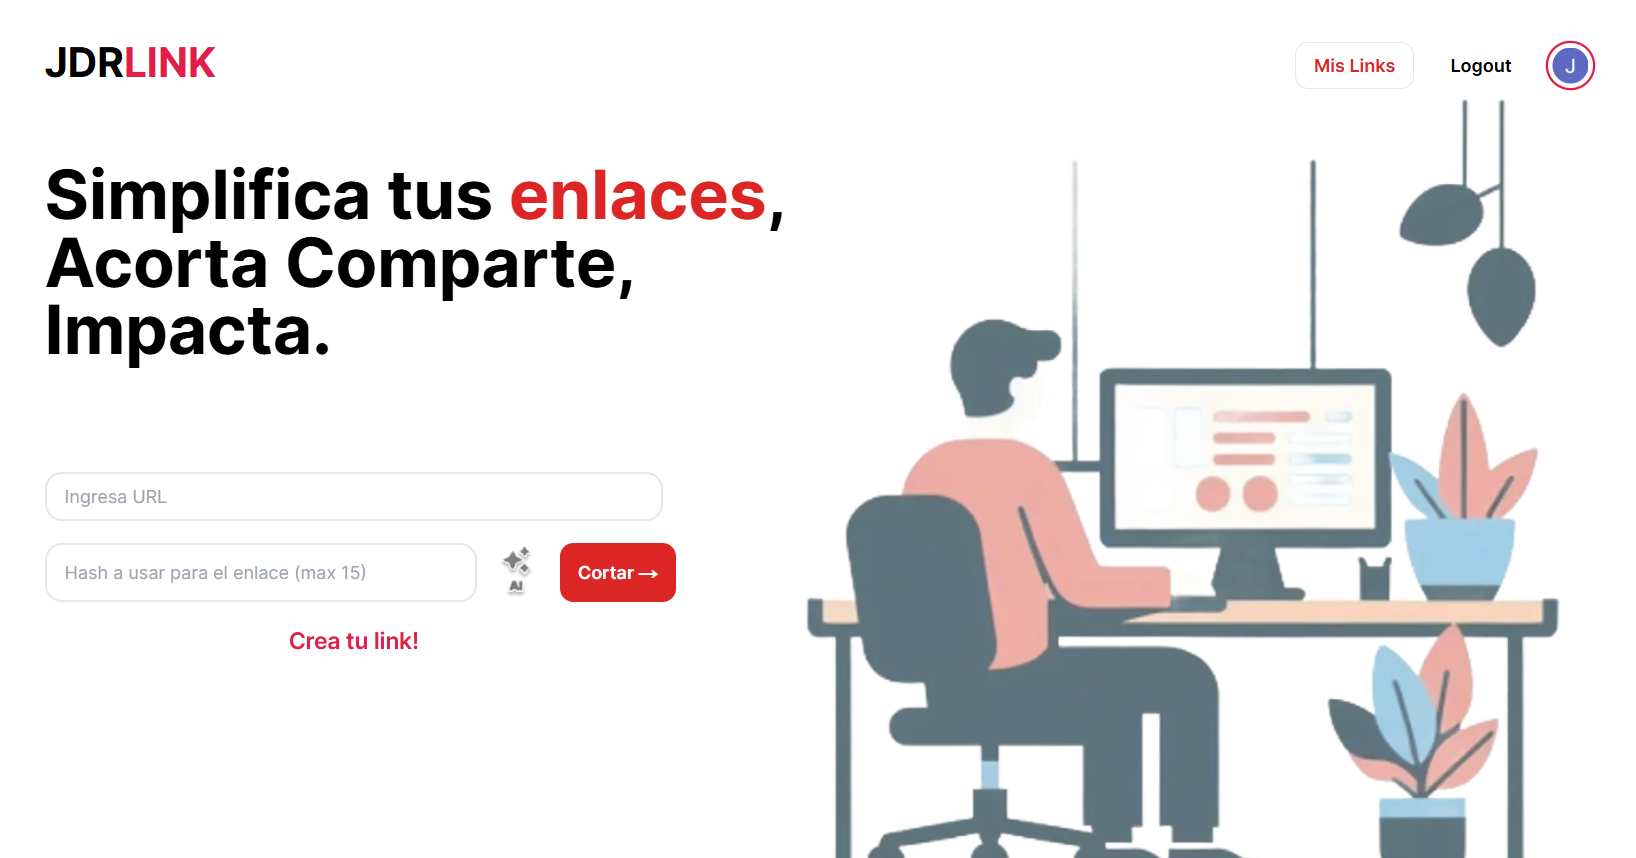 JDRLINK
Mis Links
Logout
J
Simplifica tus enlaces,
Acorta Comparte,
Impacta.
Ingresa URL
Hash a usar para el enlace (max 15)
AI
Cortar →
Crea tu link!